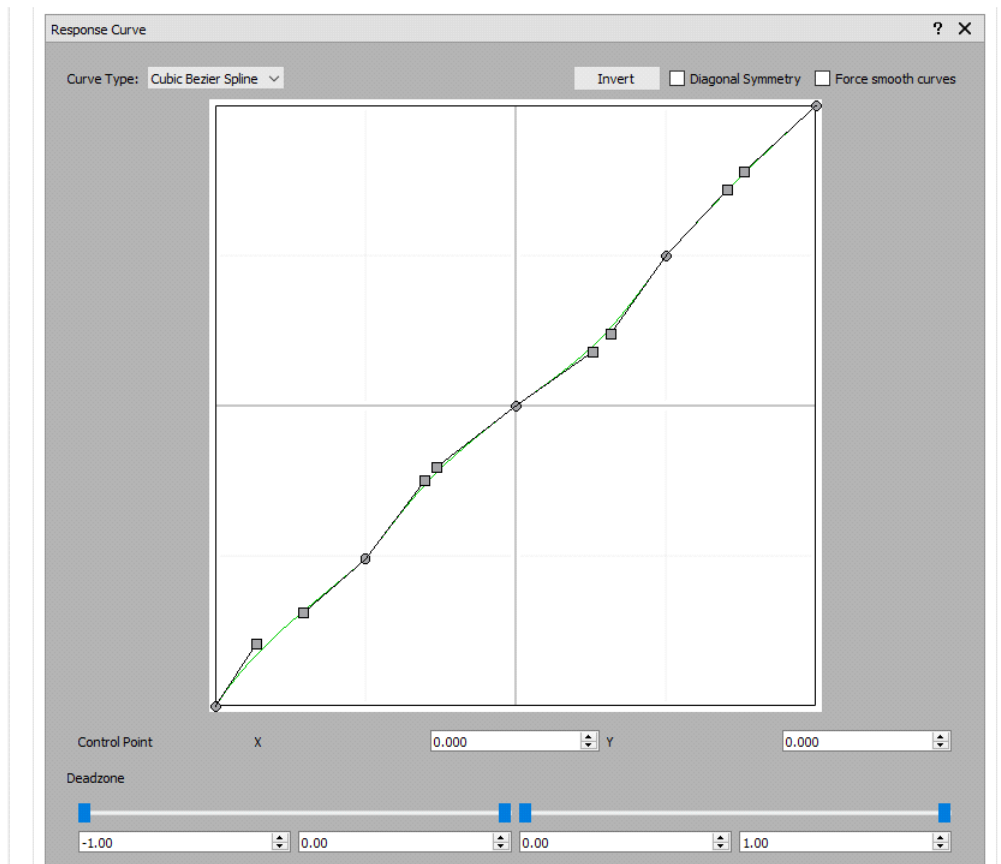 Response Curve ? ✕
Curve Type: Cubic Bezier Spline Invert Diagonal Symmetry Force smooth curves
Control Point X 0.000 Y 0.000
Deadzone
-1.00 0.00 0.00 1.00